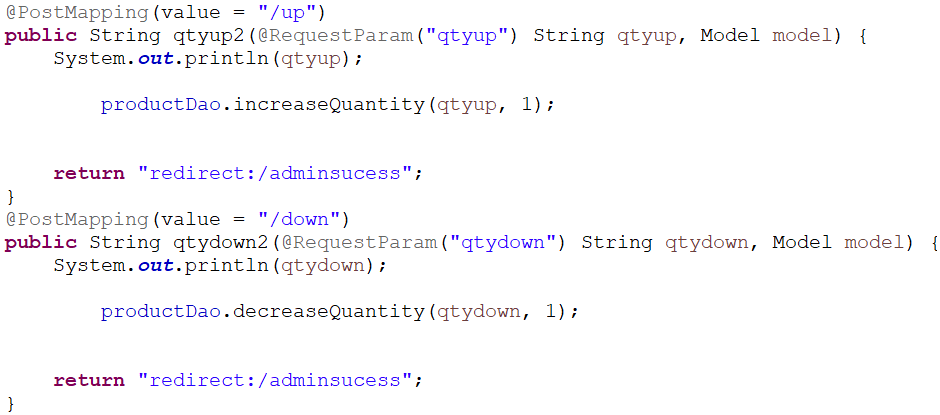 @PostMapping(value = "/up")
public String qtyup2(@RequestParam("qtyup") String qtyup, Model model) {
    System.out.println(qtyup);
        productDao.increaseQuantity(qtyup, 1);
    return "redirect:/adminsucess";
}
@PostMapping(value = "/down")
public String qtydown2(@RequestParam("qtydown") String qtydown, Model model) {
    System.out.println(qtydown);
        productDao.decreaseQuantity(qtydown, 1);
    return "redirect:/adminsucess";
}